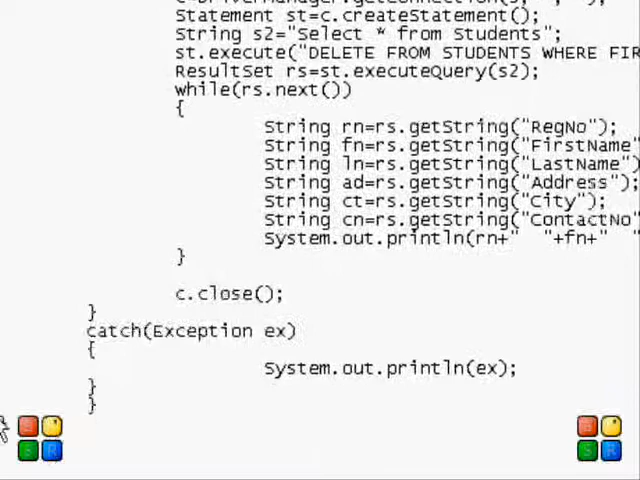 c=DriverManager.getConnection(s,
Statement st=c.createStatement();
String s2="Select * from Students";
st.execute("DELETE FROM STUDENTS WHERE FIR
ResultSet rs=st.executeQuery(s2);
while(rs.next())
{
String rn=rs.getString("RegNo");
String fn=rs.getString("FirstName"
String ln=rs.getString("LastName")
String ad=rs.getString("Address");
String ct=rs.getString("City");
String cn=rs.getString("ContactNo"
System.out.println(rn+" "+fn+" "
}
c.close();
}
catch(Exception ex)
{
System.out.println(ex);
}
}
S R
S R